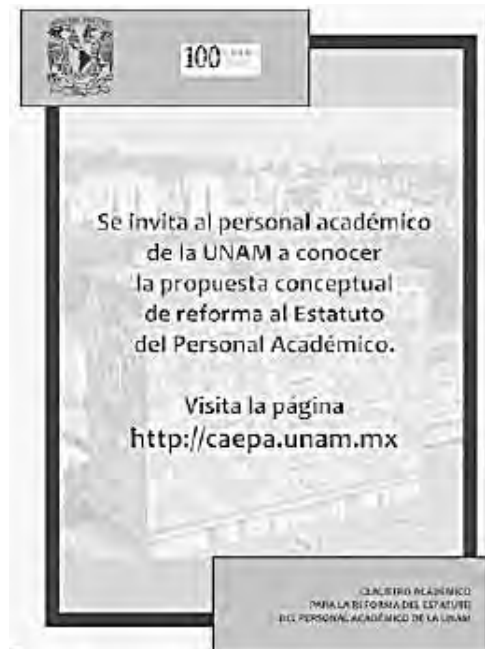 100
Se invita al personal académico
de la UNAM a conocer
la propuesta conceptual
de reforma al Estatuto
del Personal Académico.
Visita la página
http://caepa.unam.mx
CLAUSTRO ACADÉMICO
PARA LA REFORMA DEL ESTATUTO
DEL PERSONAL ACADÉMICO DE LA UNAM